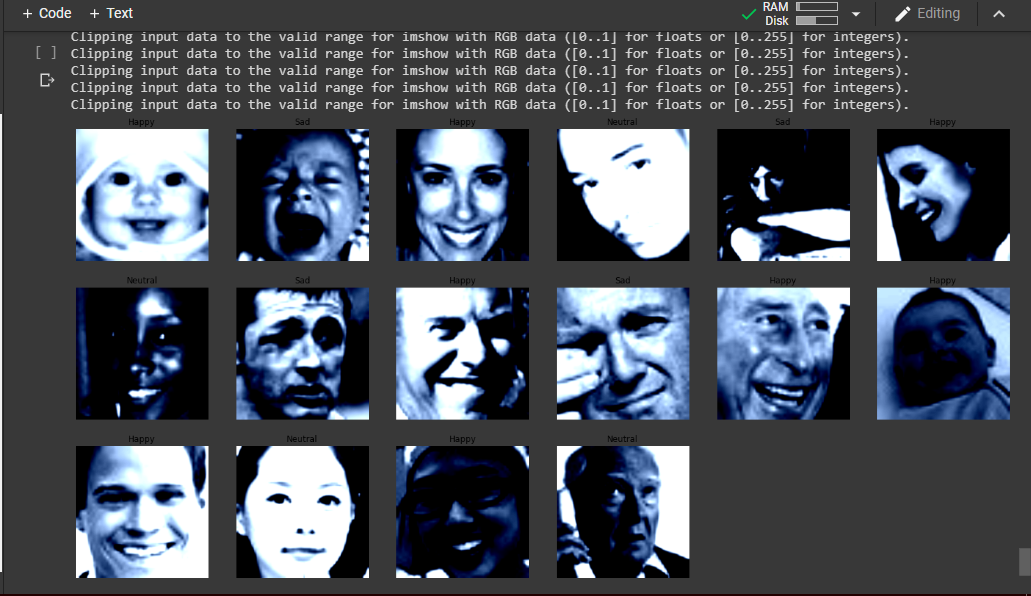 + Code + Text RAM Disk Editing
Clipping input data to the valid range for imshow with RGB data ([0..1] for floats or [0..255] for integers).
[ ] Clipping input data to the valid range for imshow with RGB data ([0..1] for floats or [0..255] for integers).
Clipping input data to the valid range for imshow with RGB data ([0..1] for floats or [0..255] for integers).
Clipping input data to the valid range for imshow with RGB data ([0..1] for floats or [0..255] for integers).
Clipping input data to the valid range for imshow with RGB data ([0..1] for floats or [0..255] for integers).
Happy Sad Happy Neutral Sad Happy
Neutral Sad Happy Sad Happy Happy
Happy Neutral Happy Neutral